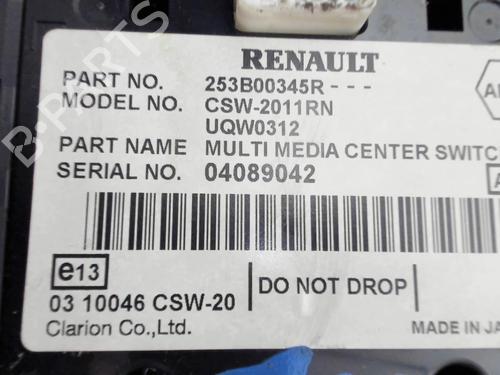 RENAULT
PART NO. 253B00345R - - -
MODEL NO. CSW-2011RN
UQW0312
PART NAME MULTI MEDIA CENTER SWITC
SERIAL NO. 04089042
e13
DO NOT DROP
03 10046 CSW-20
Clarion Co.,Ltd.
MADE IN JA
B-PARTS